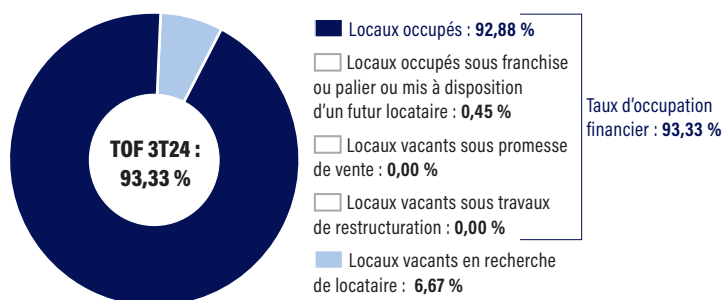 TOF 3T24 :
93,33 %
Locaux occupés : 92,88 %
Locaux occupés sous franchise
ou palier ou mis à disposition
d'un futur locataire : 0,45 %
Locaux vacants sous promesse
de vente : 0,00 %
Locaux vacants sous travaux
de restructuration : 0,00 %
Locaux vacants en recherche
de locataire : 6,67 %
Taux d'occupation
financier : 93,33 %